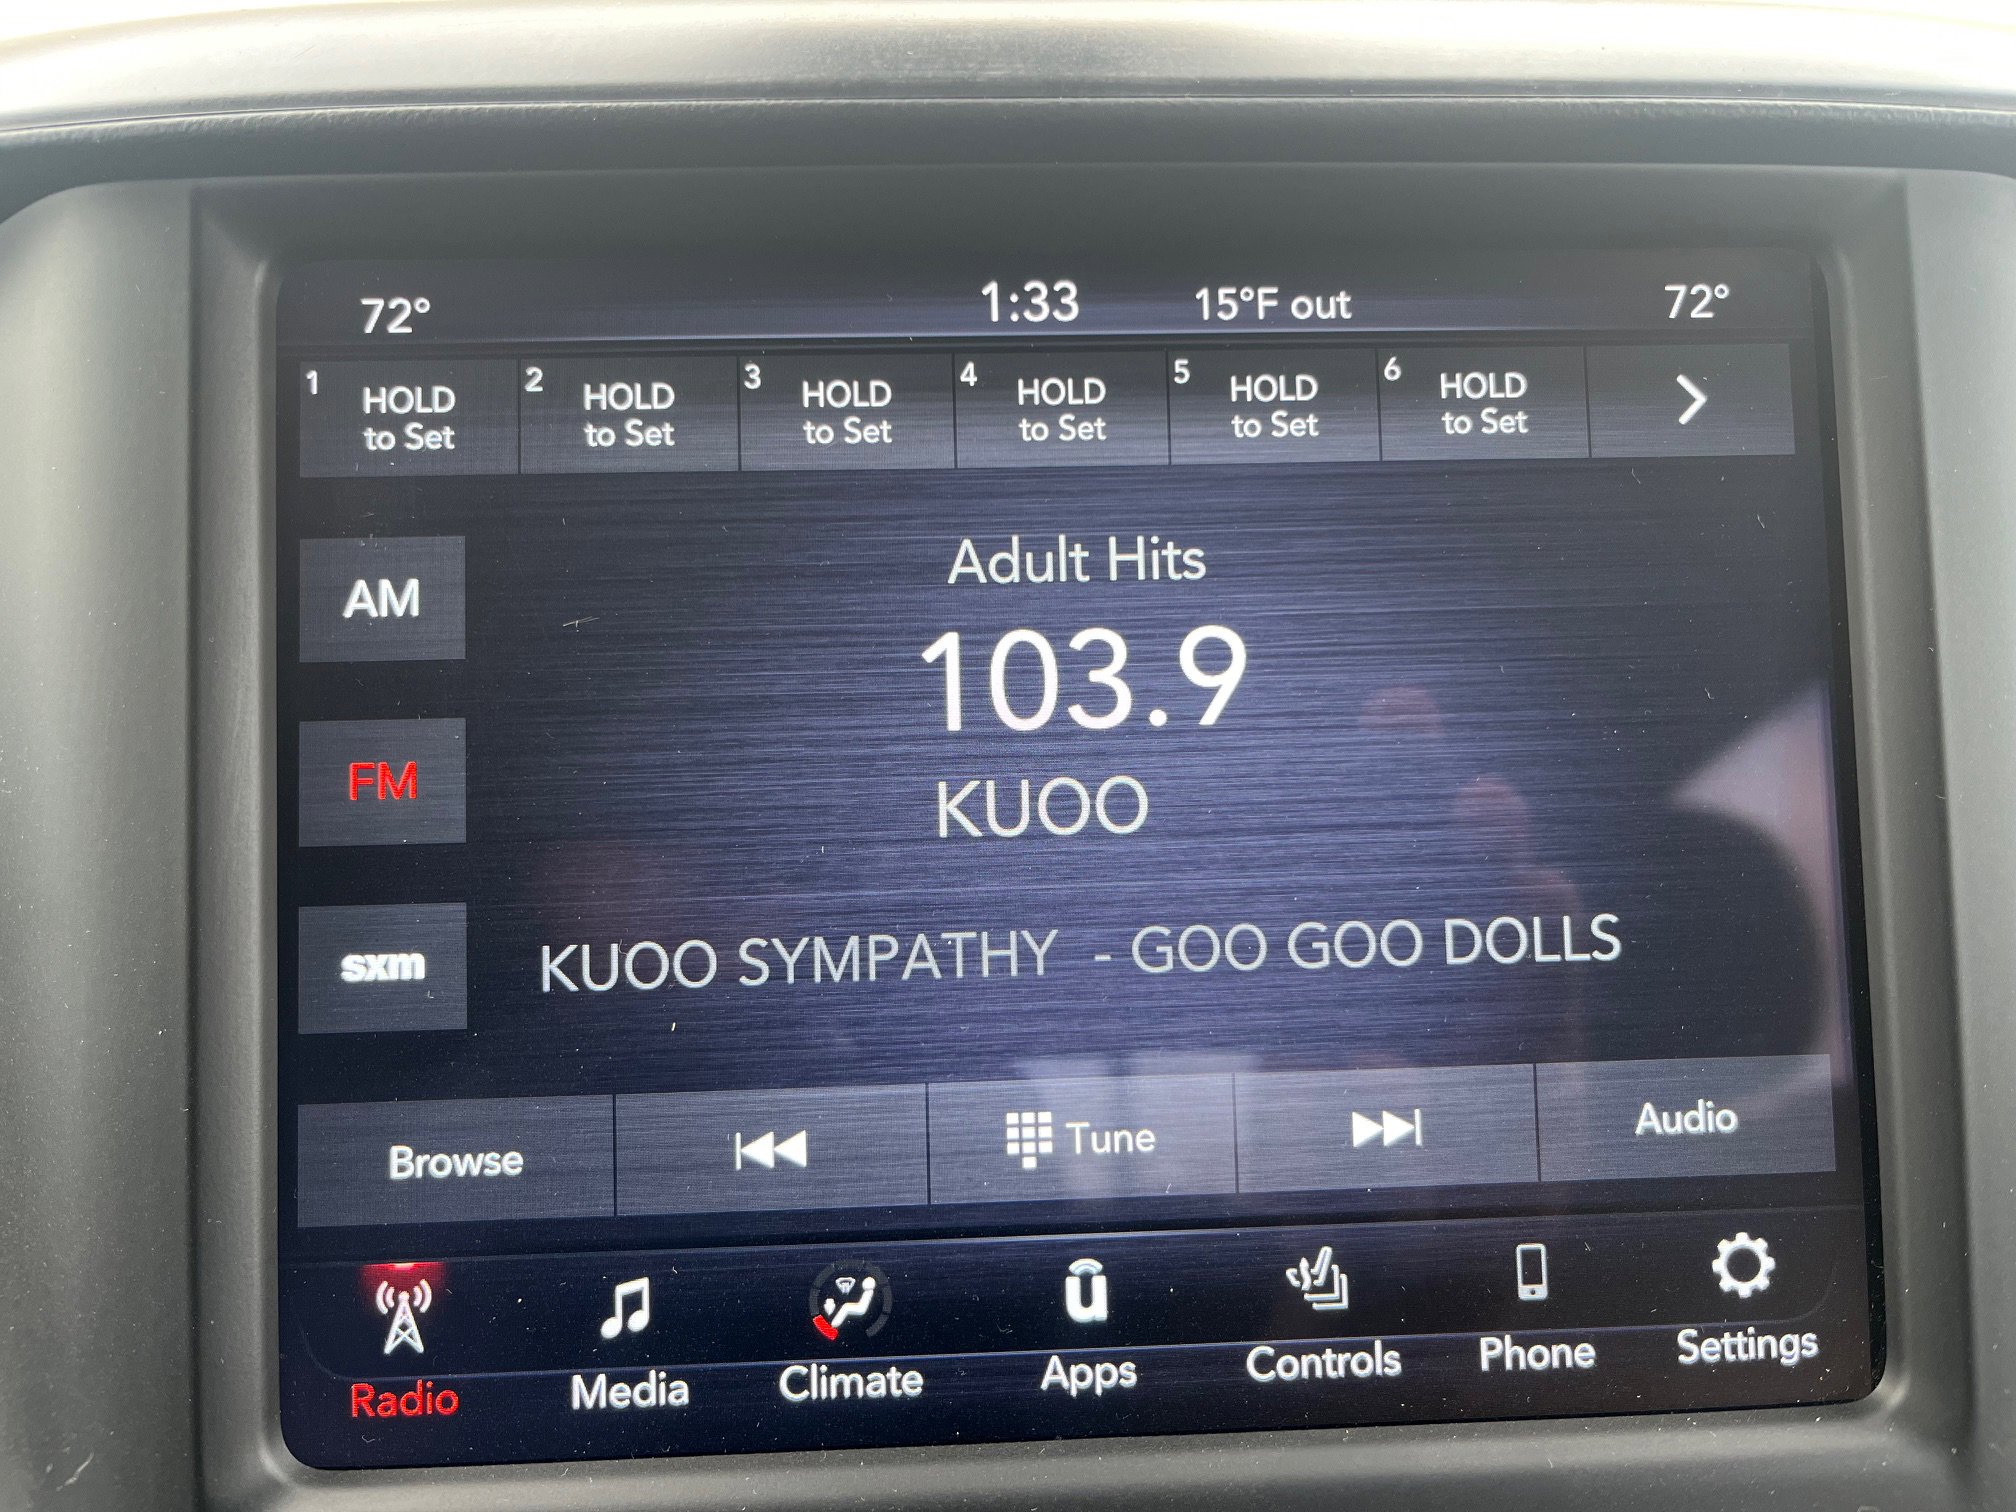 72° 1:33 15°F out 72°
1 HOLD to Set
2 HOLD to Set
3 HOLD to Set
4 HOLD to Set
5 HOLD to Set
6 HOLD to Set
AM
FM
sxm
Adult Hits
103.9
KUOO
KUOO SYMPATHY - GOO GOO DOLLS
Browse Tune Audio
u
Radio Media Climate Apps Controls Phone Settings